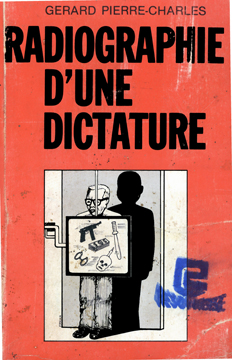 GERARD PIERRE-CHARLES
RADIOGRAPHIE
D'UNE
DICTATURE